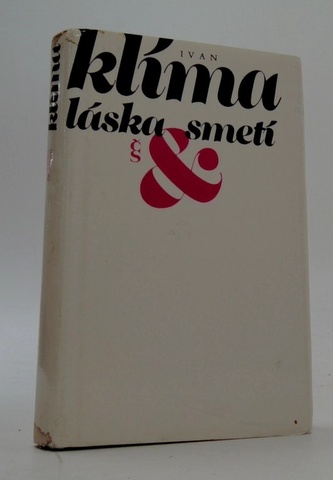 IVAN
klíma
láska & smetí
čs
klíma